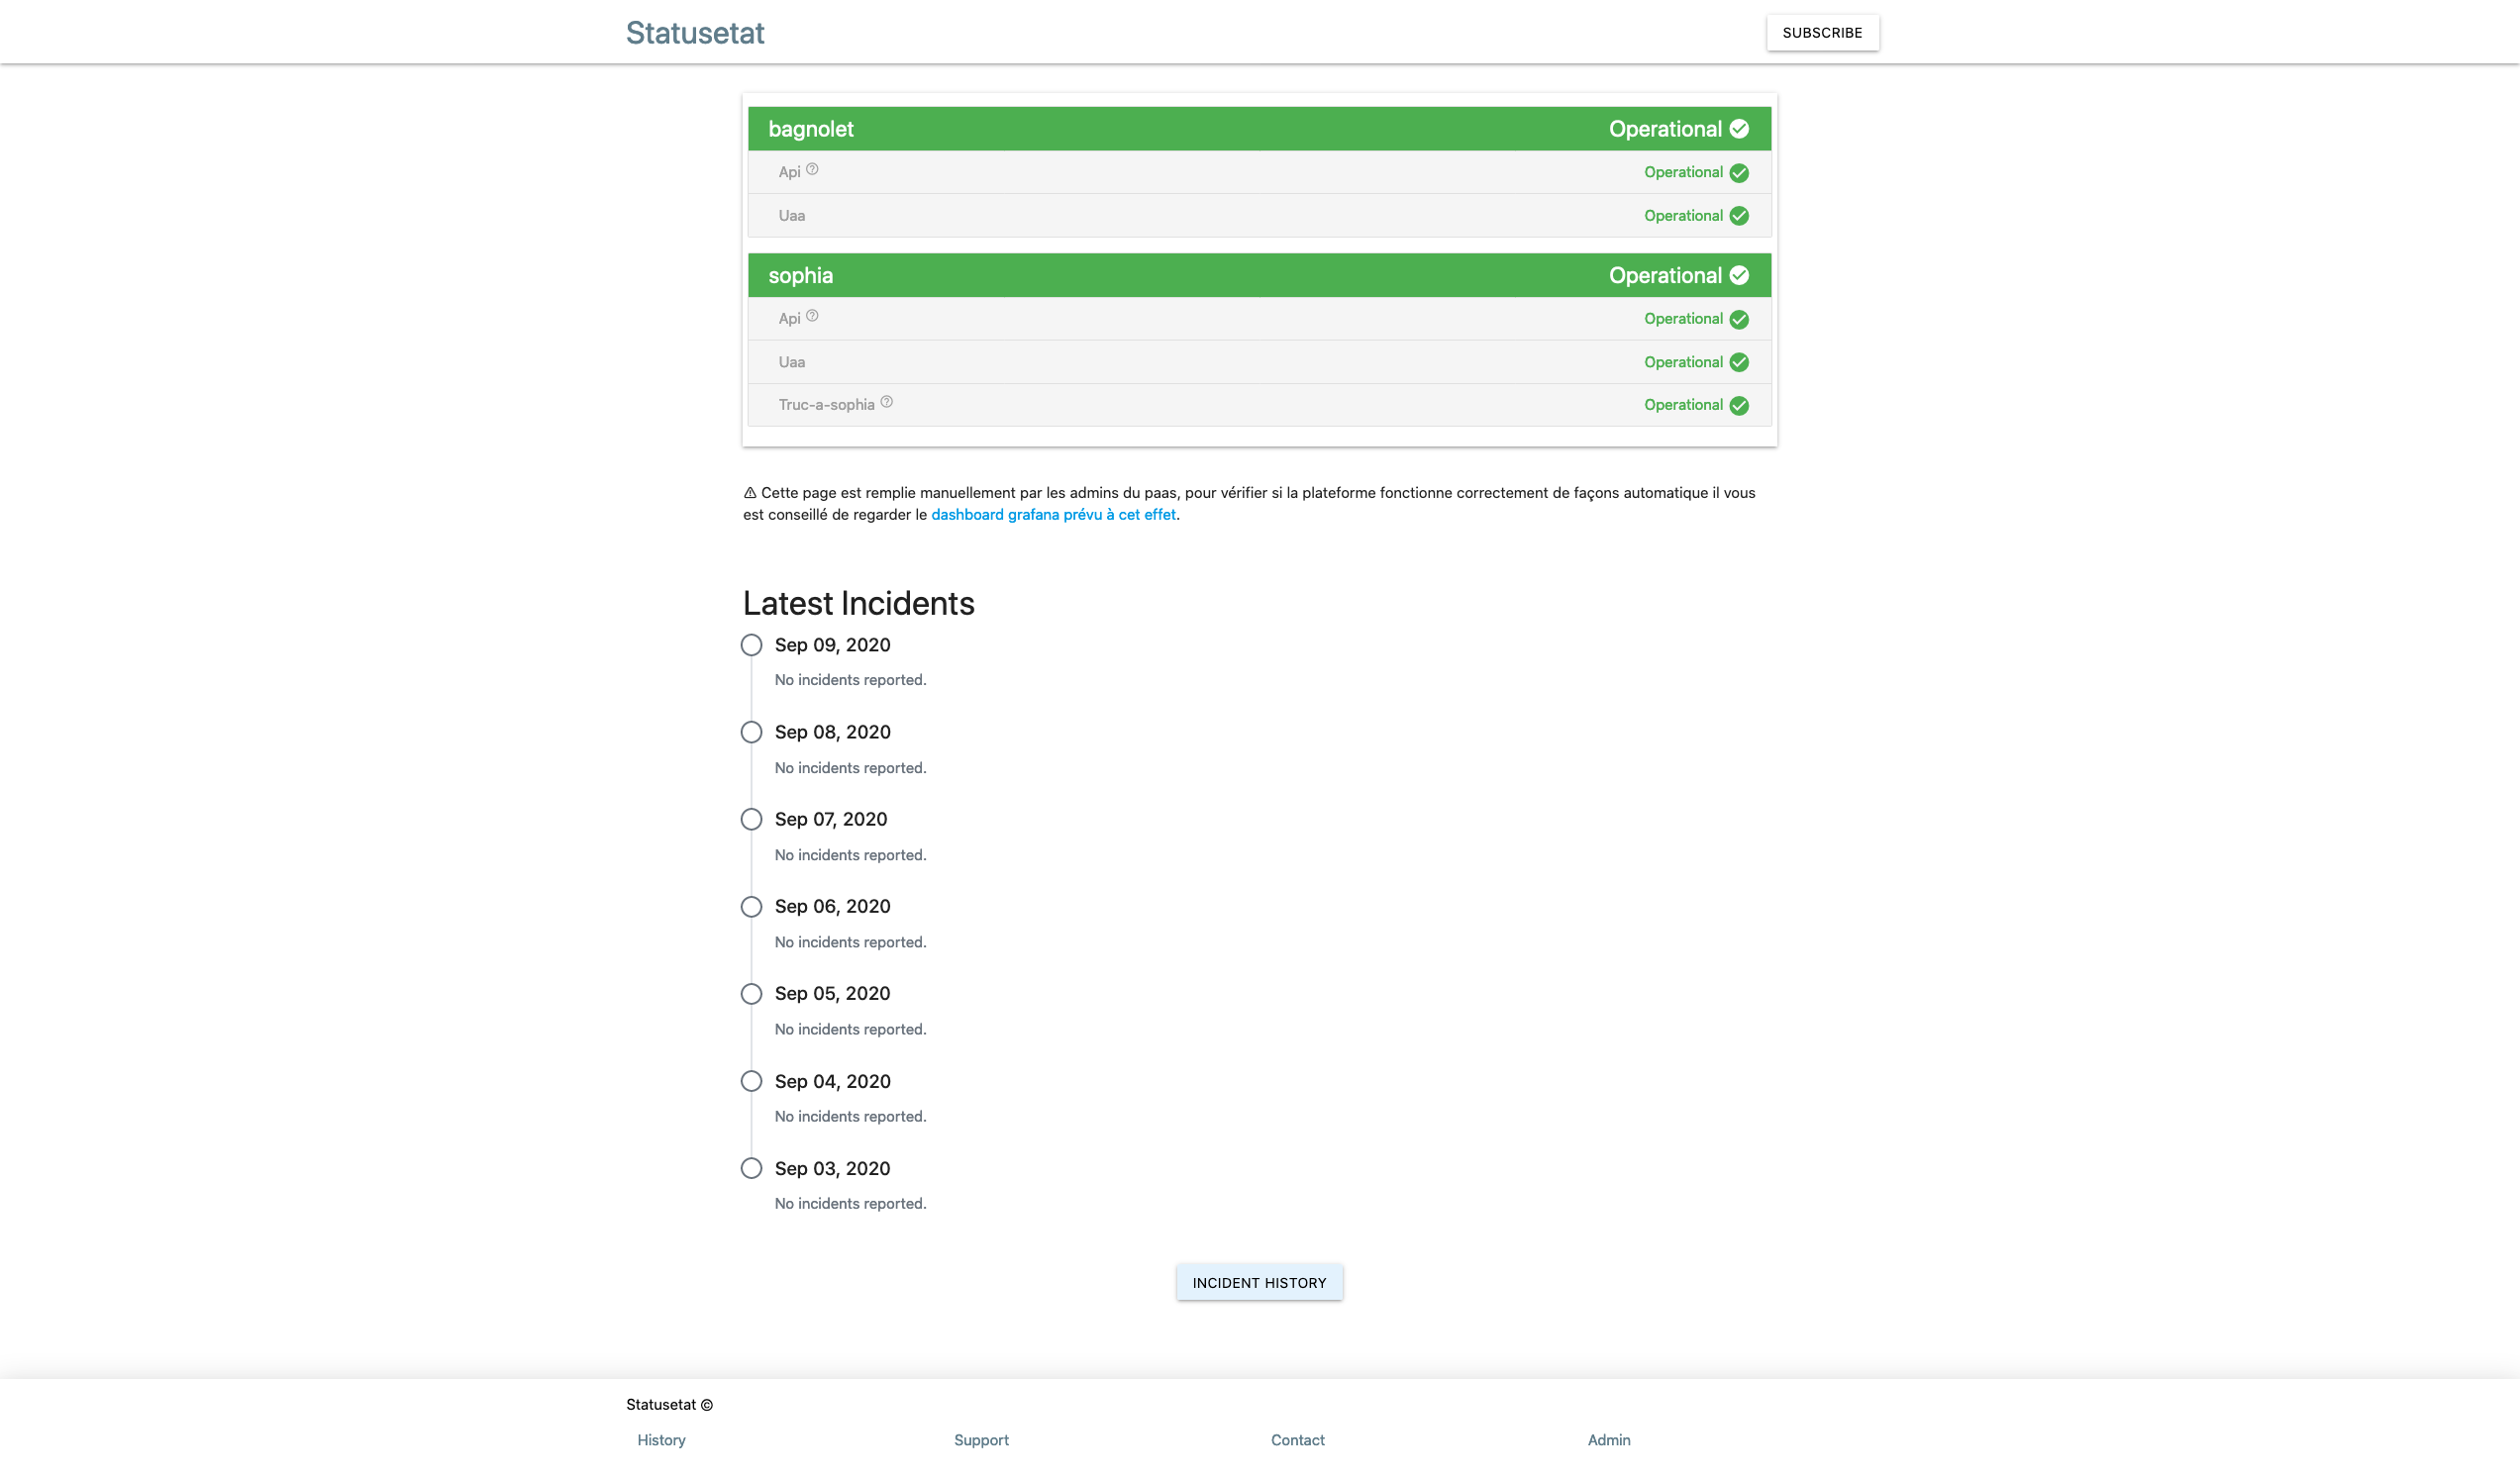 Statusetat
SUBSCRIBE
bagnolet Operational
Api Operational
Uaa Operational
sophia Operational
Api Operational
Uaa Operational
Truc-a-sophia Operational
⚠ Cette page est remplie manuellement par les admins du paas, pour vérifier si la plateforme fonctionne correctement de façons automatique il vous
est conseillé de regarder le dashboard grafana prévu à cet effet.
Latest Incidents
Sep 09, 2020
No incidents reported.
Sep 08, 2020
No incidents reported.
Sep 07, 2020
No incidents reported.
Sep 06, 2020
No incidents reported.
Sep 05, 2020
No incidents reported.
Sep 04, 2020
No incidents reported.
Sep 03, 2020
No incidents reported.
INCIDENT HISTORY
Statusetat ©
History Support Contact Admin